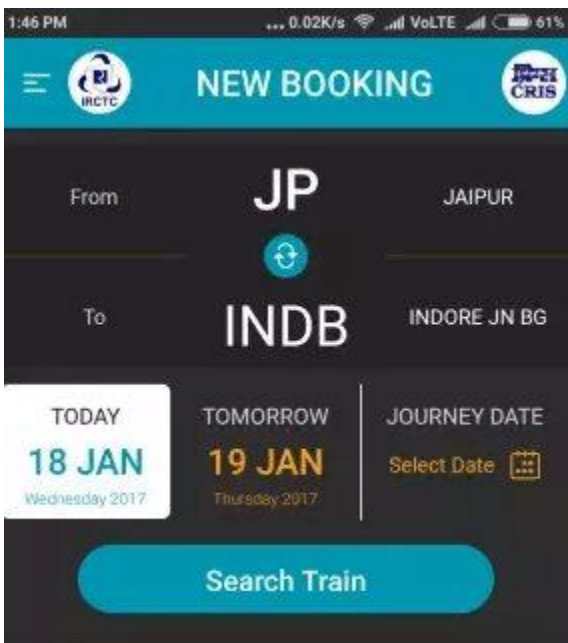 1:46 PM ... 0.02K/s VoLTE 61%
IRCTC NEW BOOKING CRIS
From JP JAIPUR
To INDB INDORE JN BG
TODAY TOMORROW JOURNEY DATE
18 JAN 19 JAN Select Date
Wednesday 2017 Thursday 2017
Search Train